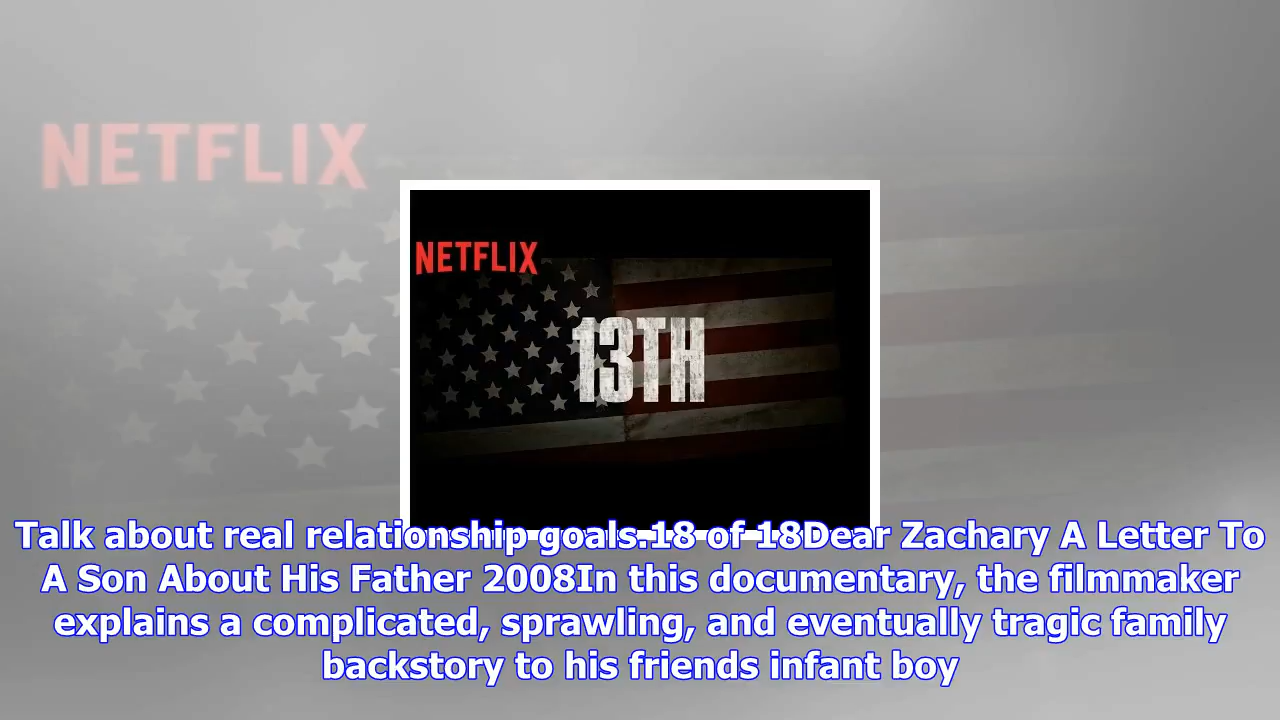 NETFLIX
NETFLIX
13TH
Talk about real relationship goals.18 of 18Dear Zachary A Letter To
A Son About His Father 2008In this documentary, the filmmaker
explains a complicated, sprawling, and eventually tragic family
backstory to his friends infant boy